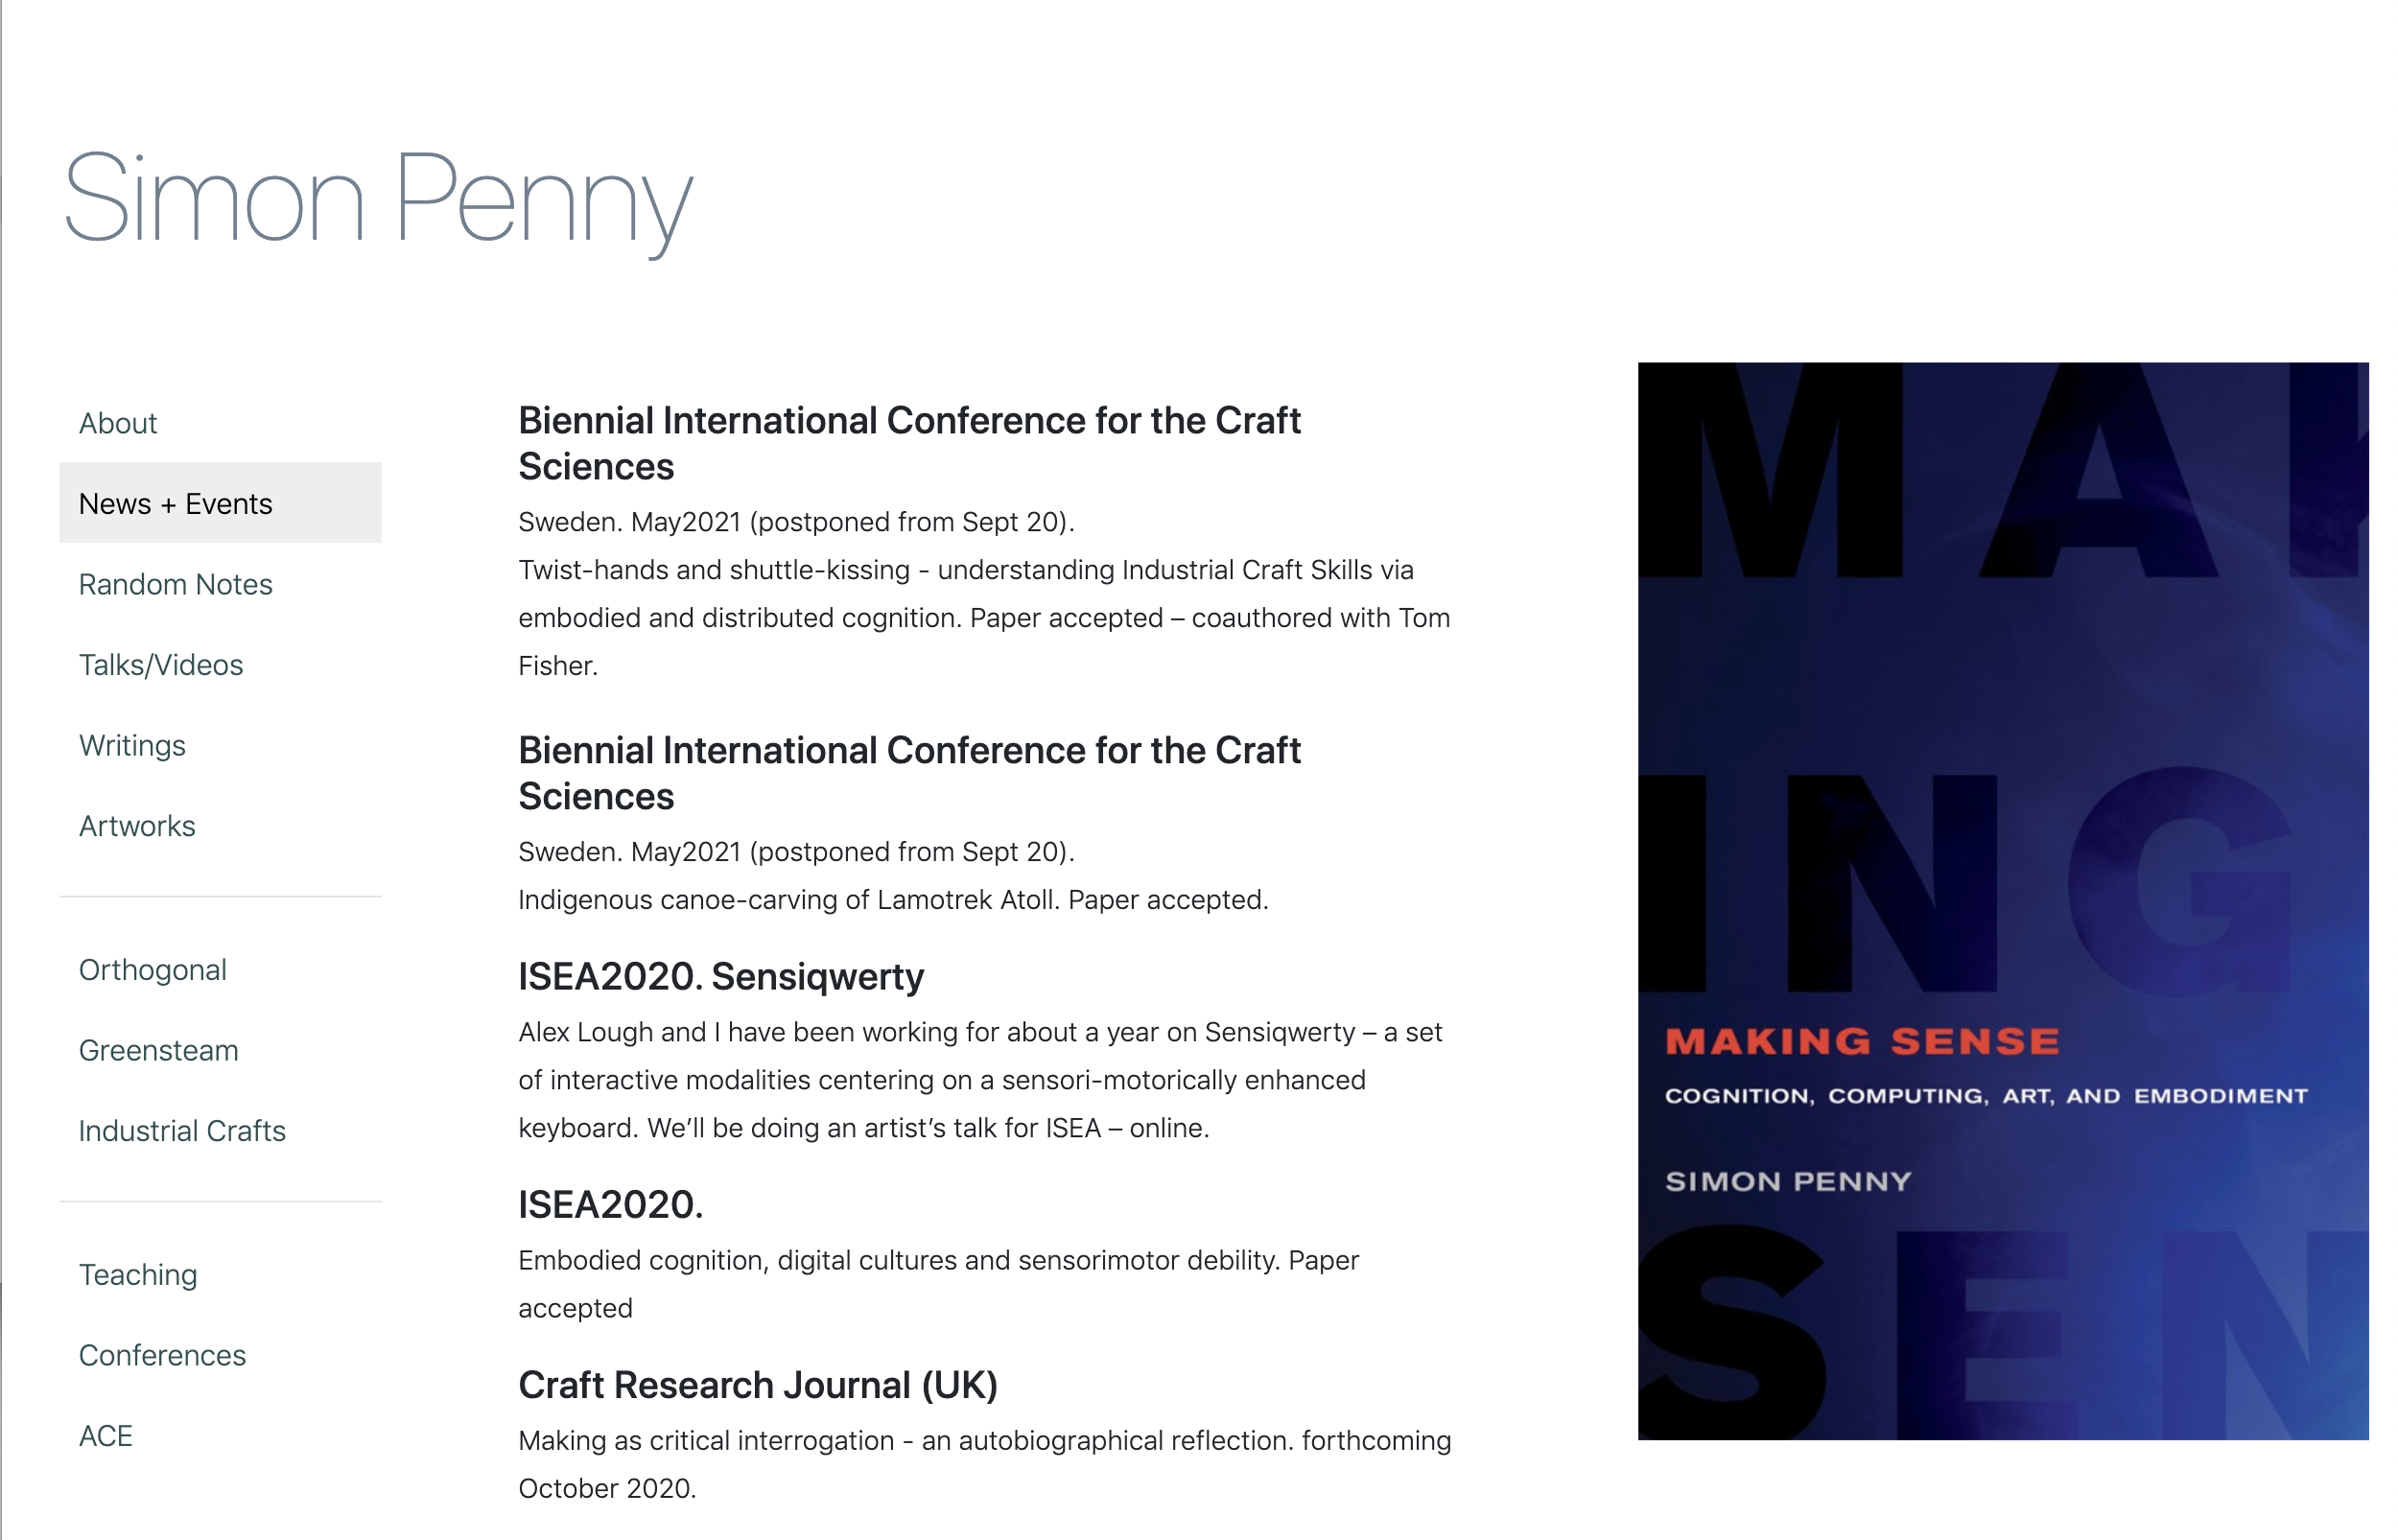 Simon Penny
About
News + Events
Random Notes
Talks/Videos
Writings
Artworks
Orthogonal
Greensteam
Industrial Crafts
Teaching
Conferences
ACE
Biennial International Conference for the Craft
Sciences
Sweden. May2021 (postponed from Sept 20).
Twist-hands and shuttle-kissing - understanding Industrial Craft Skills via
embodied and distributed cognition. Paper accepted – coauthored with Tom
Fisher.
Biennial International Conference for the Craft
Sciences
Sweden. May2021 (postponed from Sept 20).
Indigenous canoe-carving of Lamotrek Atoll. Paper accepted.
ISEA2020. Sensiqwerty
Alex Lough and I have been working for about a year on Sensiqwerty – a set
of interactive modalities centering on a sensori-motorically enhanced
keyboard. We’ll be doing an artist’s talk for ISEA – online.
ISEA2020.
Embodied cognition, digital cultures and sensorimotor debility. Paper
accepted
Craft Research Journal (UK)
Making as critical interrogation - an autobiographical reflection. forthcoming
October 2020.
MAK
ING
MAKING SENSE
COGNITION, COMPUTING, ART, AND EMBODIMENT
SIMON PENNY
SEN